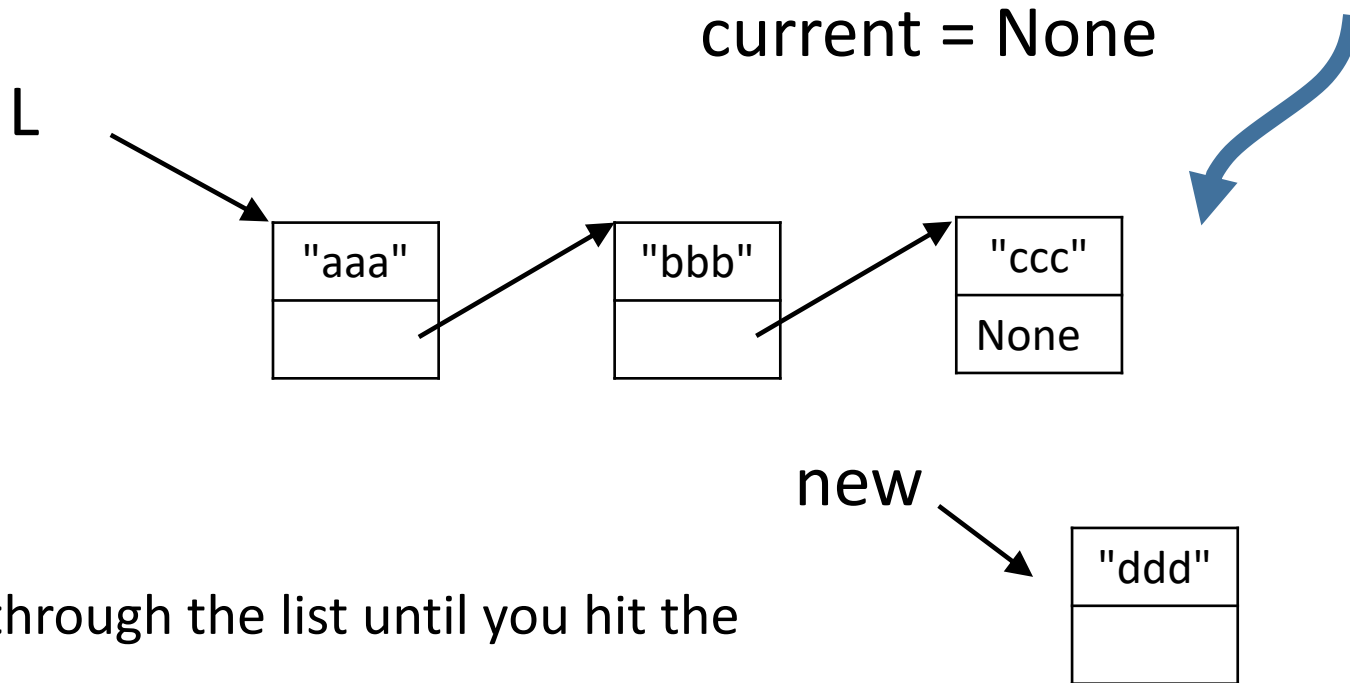 current = None
L
"aaa"
"bbb"
"ccc"
None
new
"ddd"
through the list until you hit the